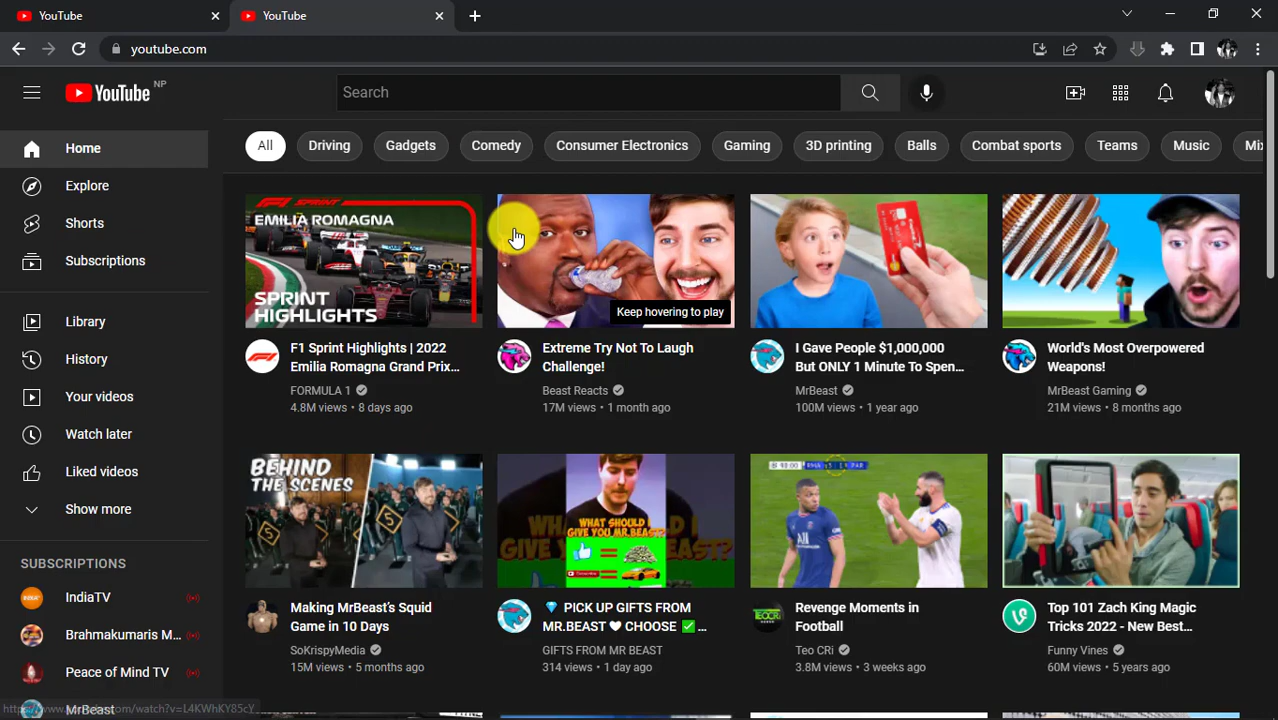 YouTube
YouTube
youtube.com
YouTube NP
Search
All
Driving
Gadgets
Comedy
Consumer Electronics
Gaming
3D printing
Balls
Combat sports
Teams
Music
Home
Explore
Shorts
Subscriptions
Library
History
Your videos
Watch later
Liked videos
Show more
SUBSCRIPTIONS
IndiaTV
Brahmakumaris M...
Peace of Mind TV
MrBeast
F1 SPRINT
EMILIA ROMAGNA
SPRINT
HIGHLIGHTS
F1 Sprint Highlights | 2022
Emilia Romagna Grand Prix...
FORMULA 1
4.8M views • 8 days ago
Keep hovering to play
Extreme Try Not To Laugh
Challenge!
Beast Reacts
17M views • 1 month ago
I Gave People $1,000,000
But ONLY 1 Minute To Spen...
MrBeast
100M views • 1 year ago
World's Most Overpowered
Weapons!
MrBeast Gaming
21M views • 8 months ago
BEHIND
THE SCENES
Making MrBeast's Squid
Game in 10 Days
SoKrispyMedia
15M views • 5 months ago
WHAT SHOULD I
GIVE YOU MR.BEAST?
💎 PICK UP GIFTS FROM
MR.BEAST ❤ CHOOSE ✅ ...
GIFTS FROM MR BEAST
314 views • 1 day ago
Revenge Moments in
Football
Teo CRi
3.8M views • 3 weeks ago
Top 101 Zach King Magic
Tricks 2022 - New Best...
Funny Vines
60M views • 5 years ago